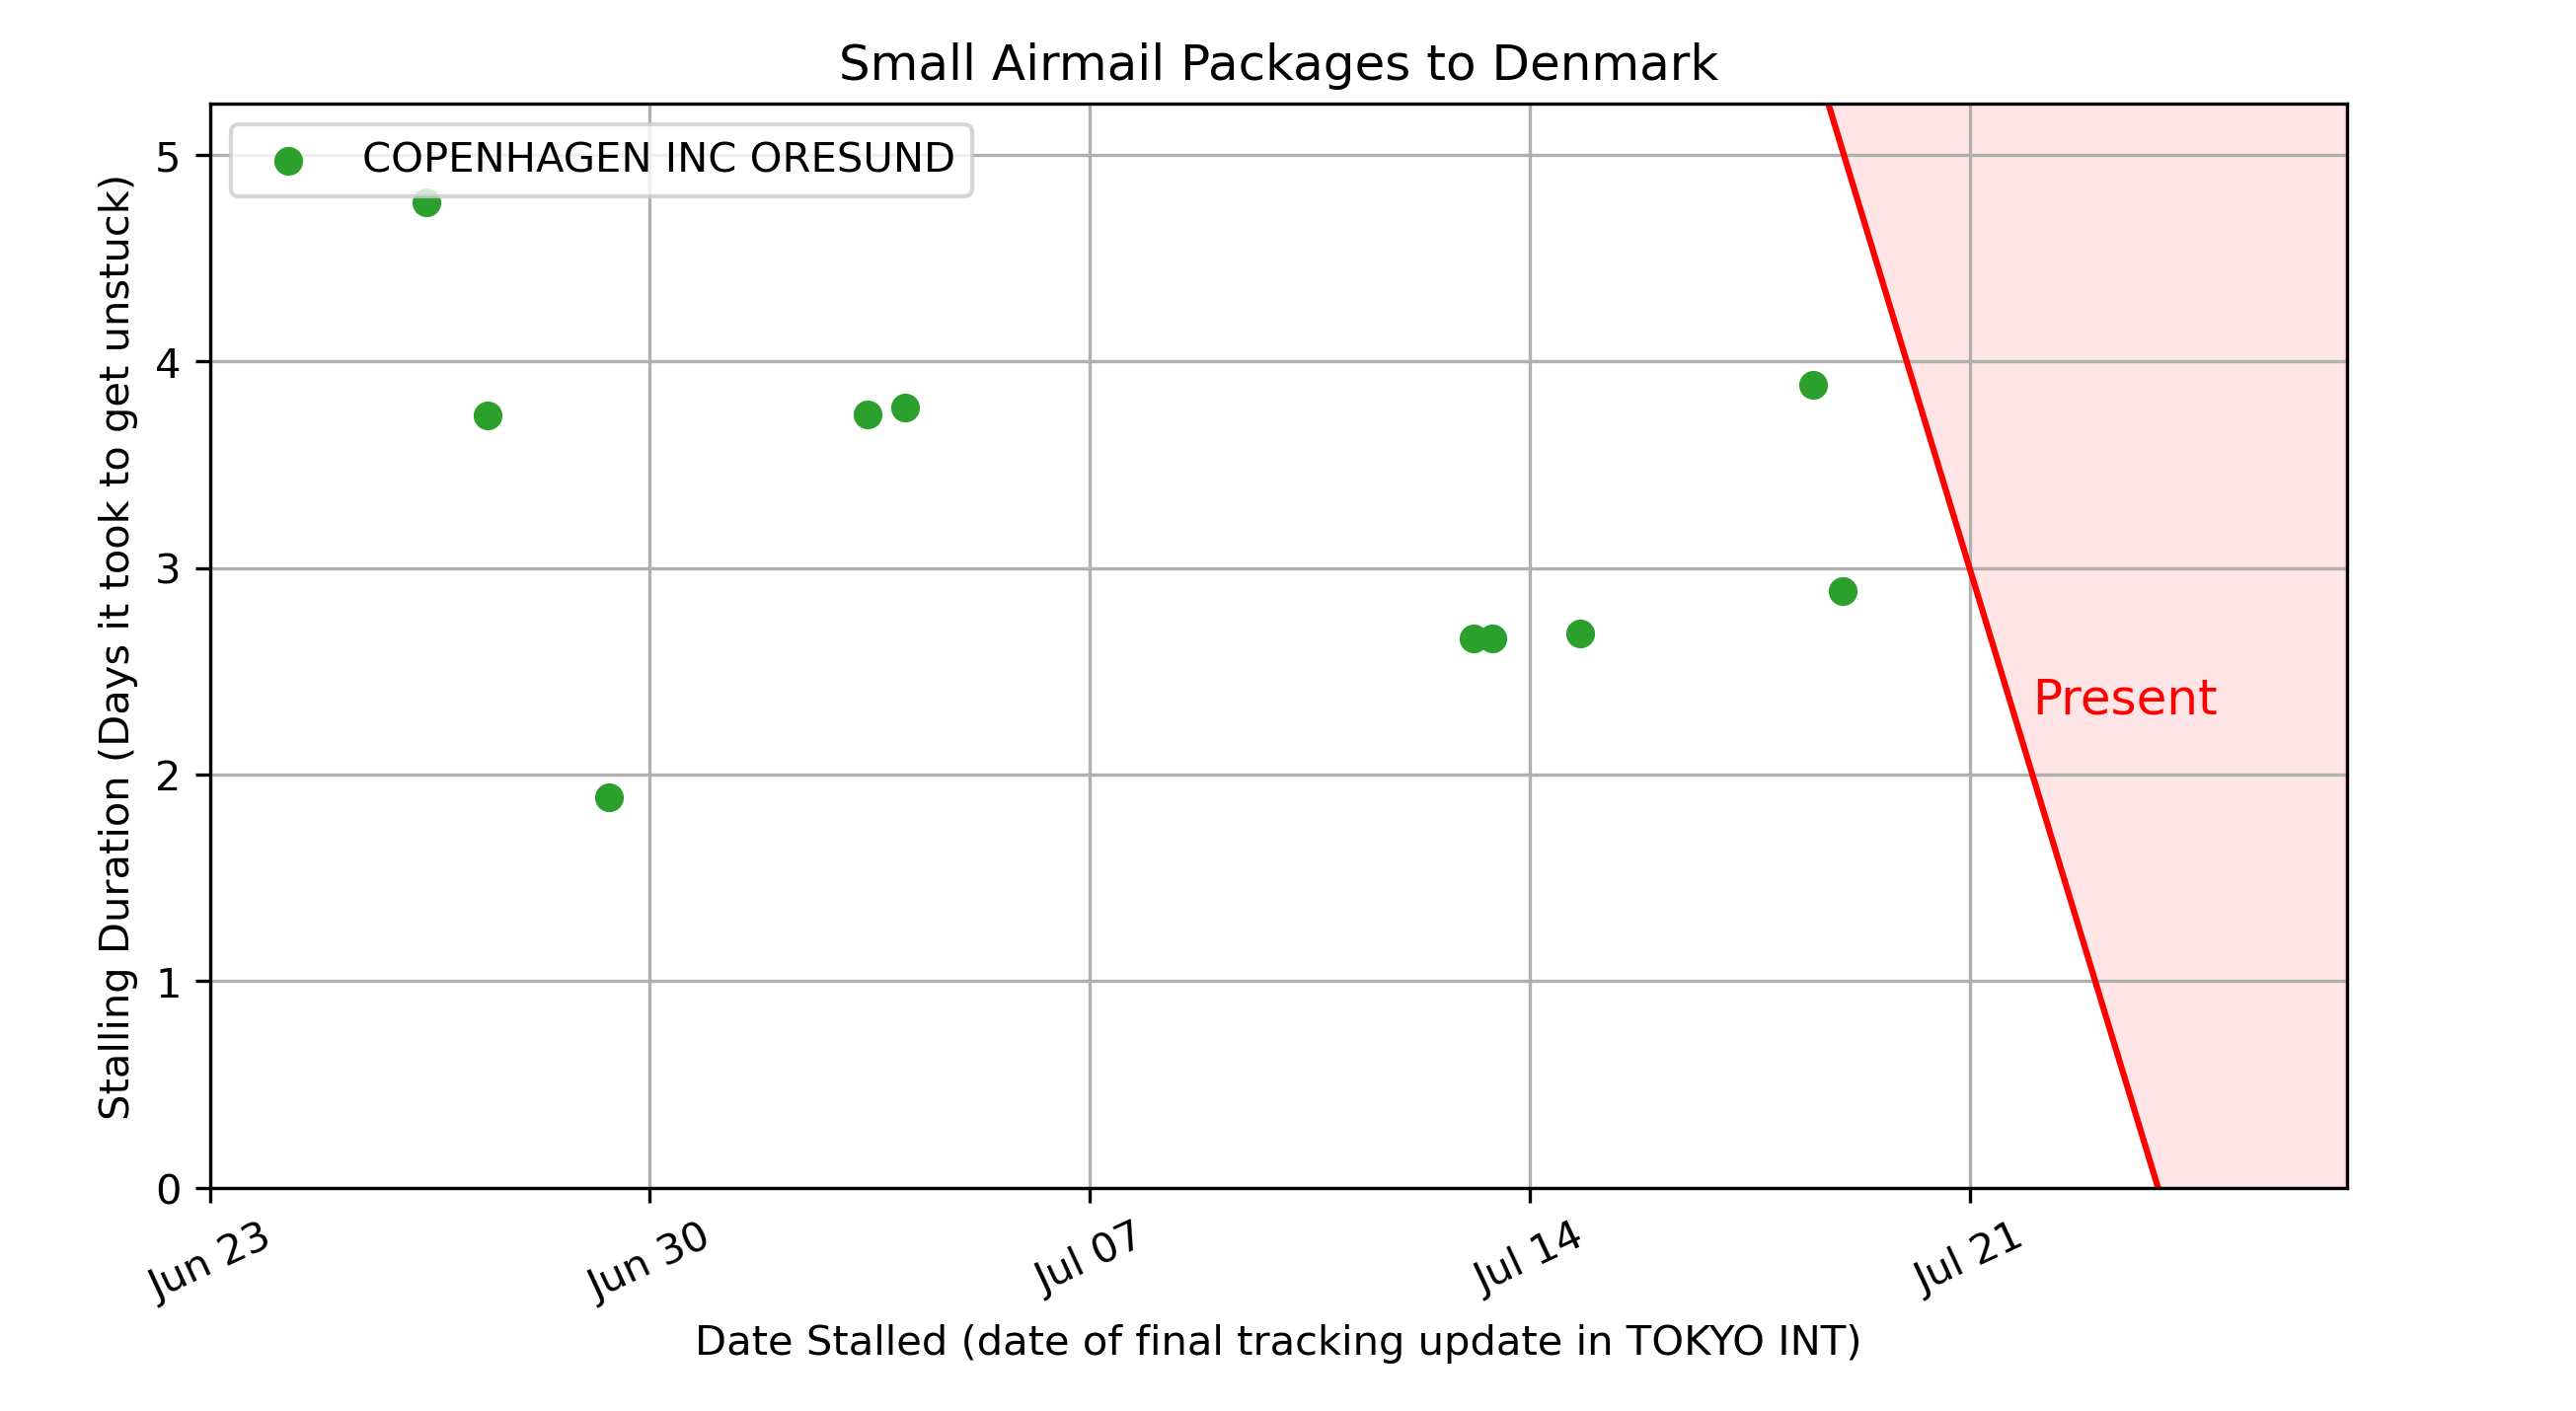 Small Airmail Packages to Denmark
COPENHAGEN INC ORESUND
Stalling Duration (Days it took to get unstuck)
5
4
3
2
1
0
Present
Jun 23
Jun 30
Jul 07
Jul 14
Jul 21
Date Stalled (date of final tracking update in TOKYO INT)